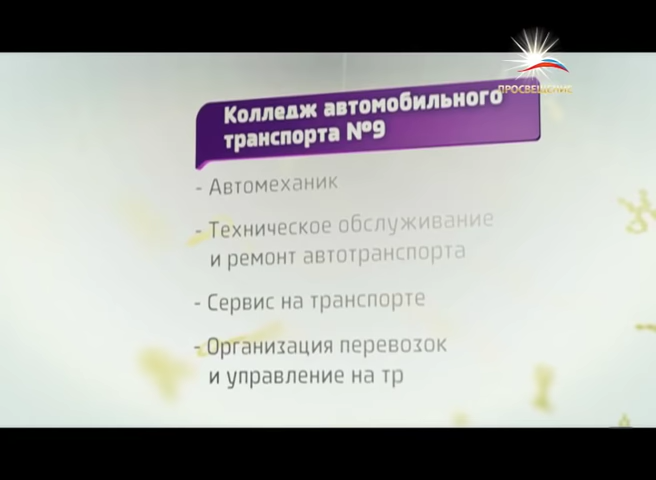 ПРОСВЕЩЕНИЕ
Колледж автомобильного
транспорта №9
- Автомеханик
- Техническое обслуживание
и ремонт автотранспорта
- Сервис на транспорте
- Организация перевозок
и управление на тр